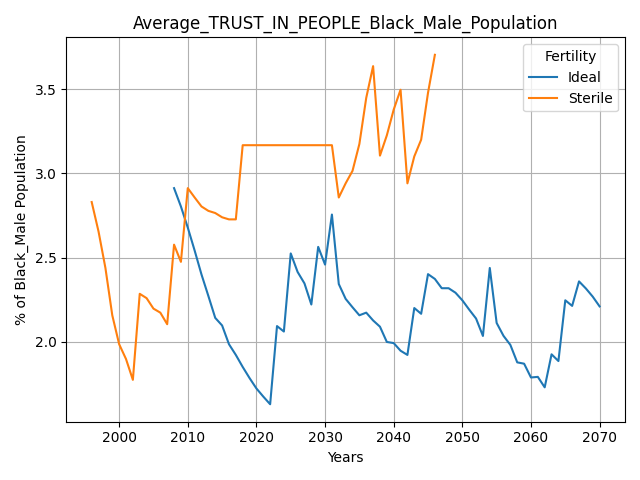 Average_TRUST_IN_PEOPLE_Black_Male_Population
Fertility
Ideal
Sterile
3.5
3.0
2.5
2.0
% of Black_Male Population
2000 2010 2020 2030 2040 2050 2060 2070
Years